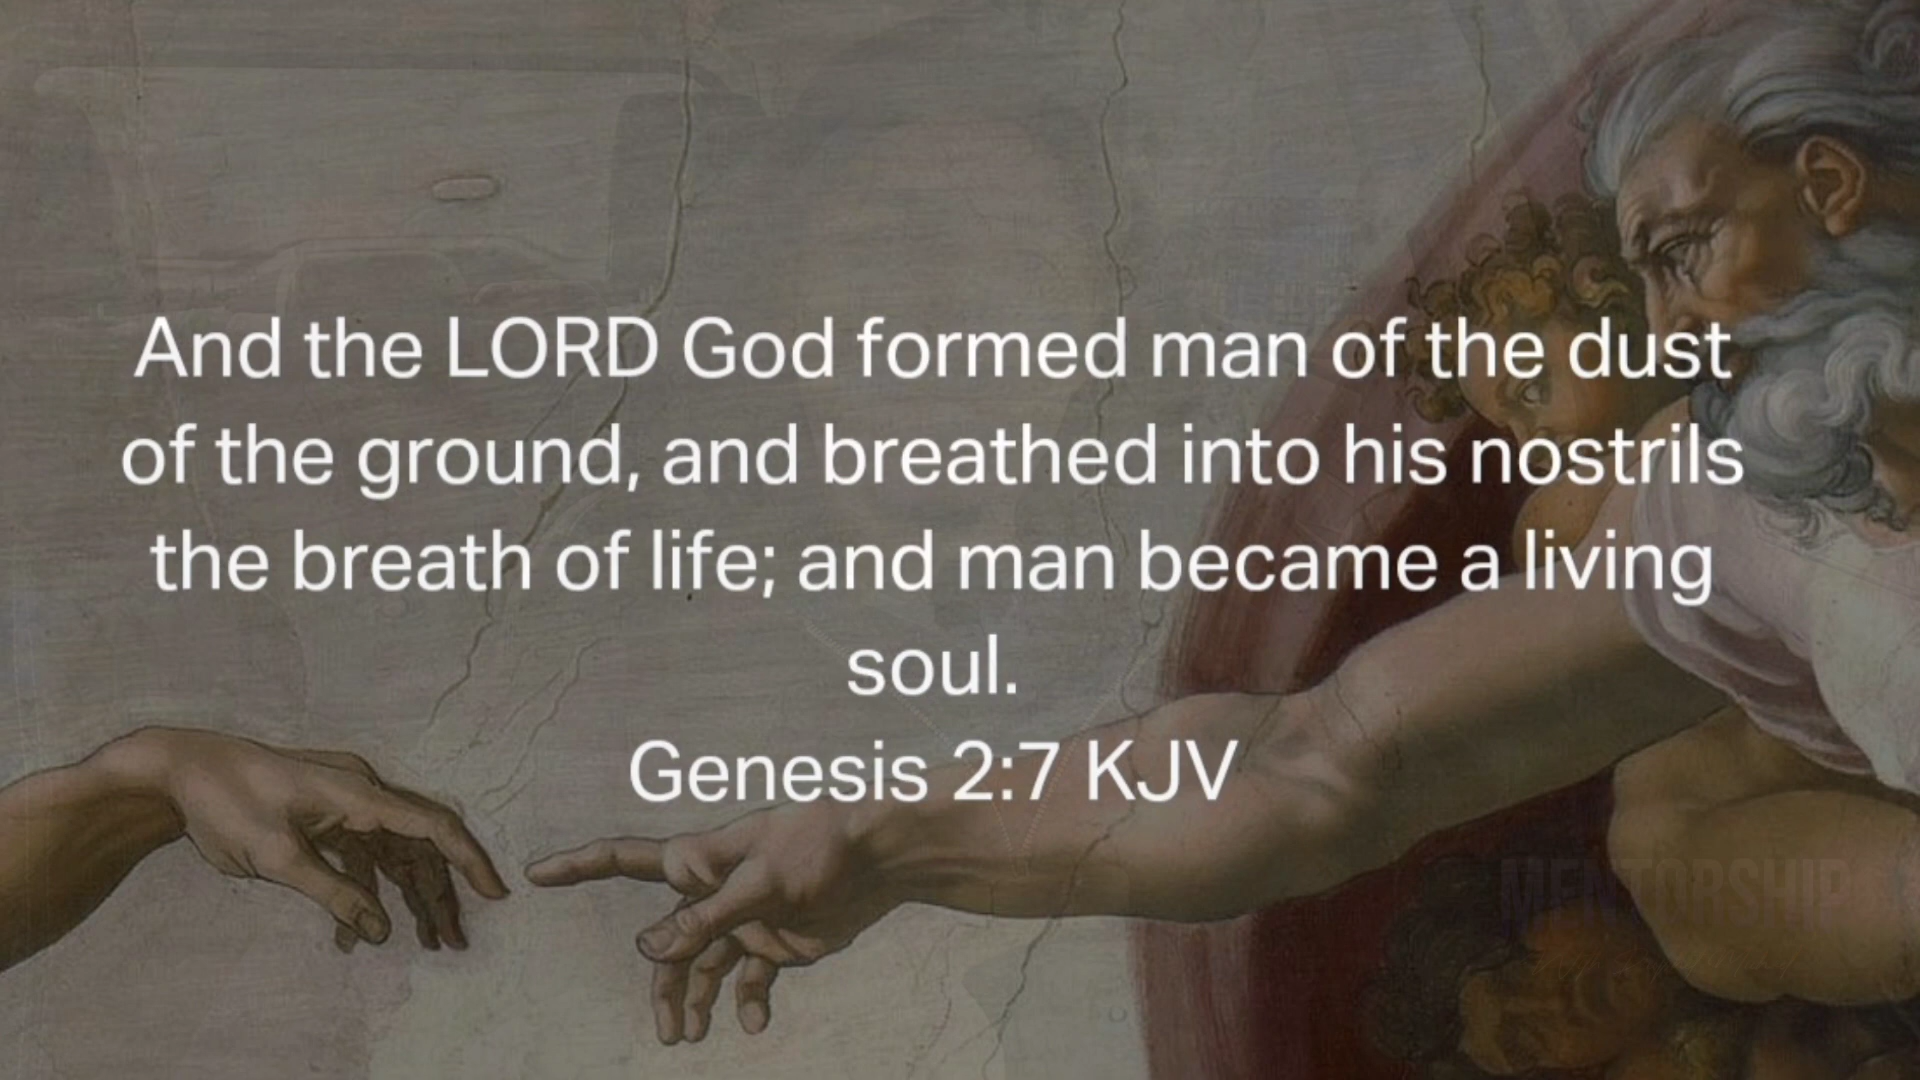 And the LORD God formed man of the dust
of the ground, and breathed into his nostrils
the breath of life; and man became a living
soul.
Genesis 2:7 KJV
MENTORSHIP